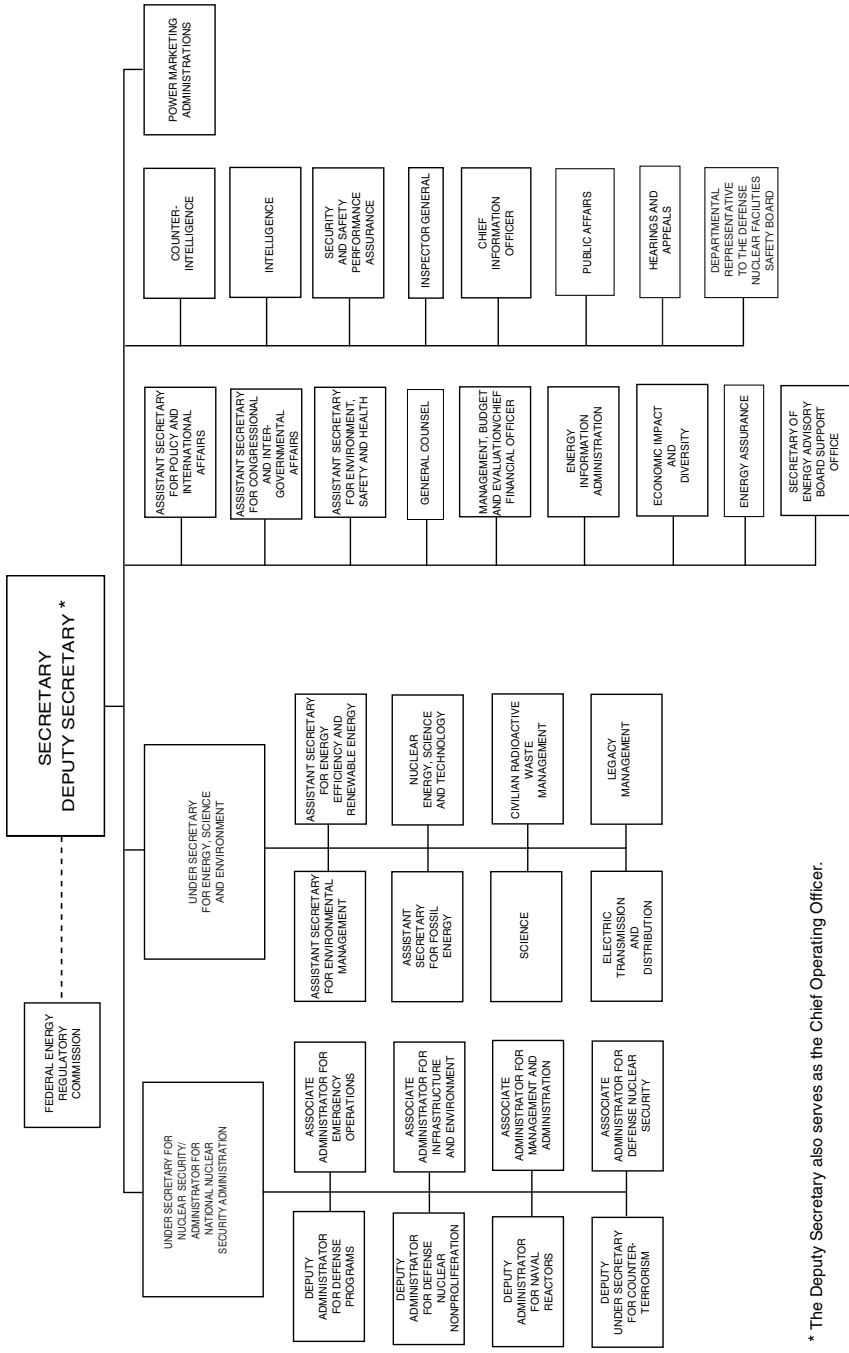 SECRETARY
DEPUTY SECRETARY *
FEDERAL ENERGY
REGULATORY
COMMISSION
UNDER SECRETARY FOR
NUCLEAR SECURITY/
ADMINISTRATOR FOR
NATIONAL NUCLEAR
SECURITY ADMINISTRATION
DEPUTY
ADMINISTRATOR
FOR DEFENSE
PROGRAMS
ASSOCIATE
ADMINISTRATOR FOR
EMERGENCY
OPERATIONS
DEPUTY
ADMINISTRATOR
FOR DEFENSE
NUCLEAR
NONPROLIFERATION
ASSOCIATE
ADMINISTRATOR FOR
INFRASTRUCTURE
AND ENVIRONMENT
DEPUTY
ADMINISTRATOR
FOR NAVAL
REACTORS
ASSOCIATE
ADMINISTRATOR FOR
MANAGEMENT AND
ADMINISTRATION
DEPUTY
UNDER SECRETARY
FOR COUNTER-
TERRORISM
ASSOCIATE
ADMINISTRATOR FOR
DEFENSE NUCLEAR
SECURITY
UNDER SECRETARY
FOR ENERGY, SCIENCE
AND ENVIRONMENT
ASSISTANT SECRETARY
FOR ENVIRONMENTAL
MANAGEMENT
ASSISTANT SECRETARY
FOR ENERGY
EFFICIENCY AND
RENEWABLE ENERGY
ASSISTANT
SECRETARY
FOR FOSSIL
ENERGY
NUCLEAR
ENERGY, SCIENCE
AND TECHNOLOGY
SCIENCE
CIVILIAN RADIOACTIVE
WASTE
MANAGEMENT
ELECTRIC
TRANSMISSION
AND
DISTRIBUTION
LEGACY
MANAGEMENT
ASSISTANT SECRETARY
FOR POLICY AND
INTERNATIONAL
AFFAIRS
ASSISTANT SECRETARY
FOR CONGRESSIONAL
AND INTER-
GOVERNMENTAL
AFFAIRS
ASSISTANT SECRETARY
FOR ENVIRONMENT,
SAFETY AND HEALTH
GENERAL COUNSEL
MANAGEMENT, BUDGET
AND EVALUATION/CHIEF
FINANCIAL OFFICER
ENERGY
INFORMATION
ADMINISTRATION
ECONOMIC IMPACT
AND
DIVERSITY
ENERGY ASSURANCE
SECRETARY OF
ENERGY ADVISORY
BOARD SUPPORT
OFFICE
COUNTER-
INTELLIGENCE
INTELLIGENCE
SECURITY
AND SAFETY
PERFORMANCE
ASSURANCE
INSPECTOR GENERAL
CHIEF
INFORMATION
OFFICER
PUBLIC AFFAIRS
HEARINGS AND
APPEALS
DEPARTMENTAL
REPRESENTATIVE
TO THE DEFENSE
NUCLEAR FACILITIES
SAFETY BOARD
POWER MARKETING
ADMINISTRATIONS
* The Deputy Secretary also serves as the Chief Operating Officer.